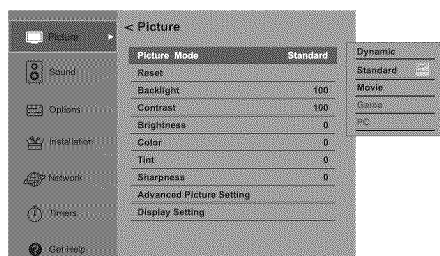 Picture
Sound
Options
Installation
Network
Timers
Get Help
< Picture
Picture Mode Standard
Reset
Backlight 100
Contrast 100
Brightness 0
Color 0
Tint 0
Sharpness 0
Advanced Picture Setting
Display Setting
Dynamic
Standard
Movie
Game
PC